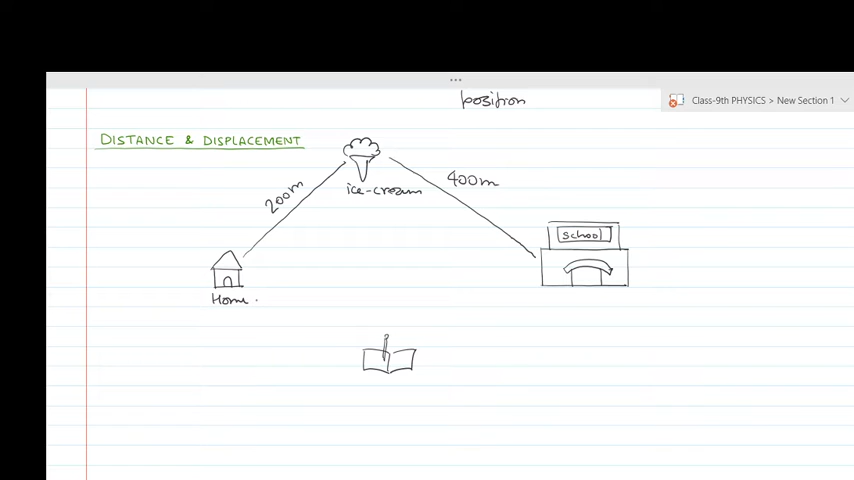 position
Class-9th PHYSICS > New Section 1
DISTANCE & DISPLACEMENT
200m
ice-cream
400m
School
Home.